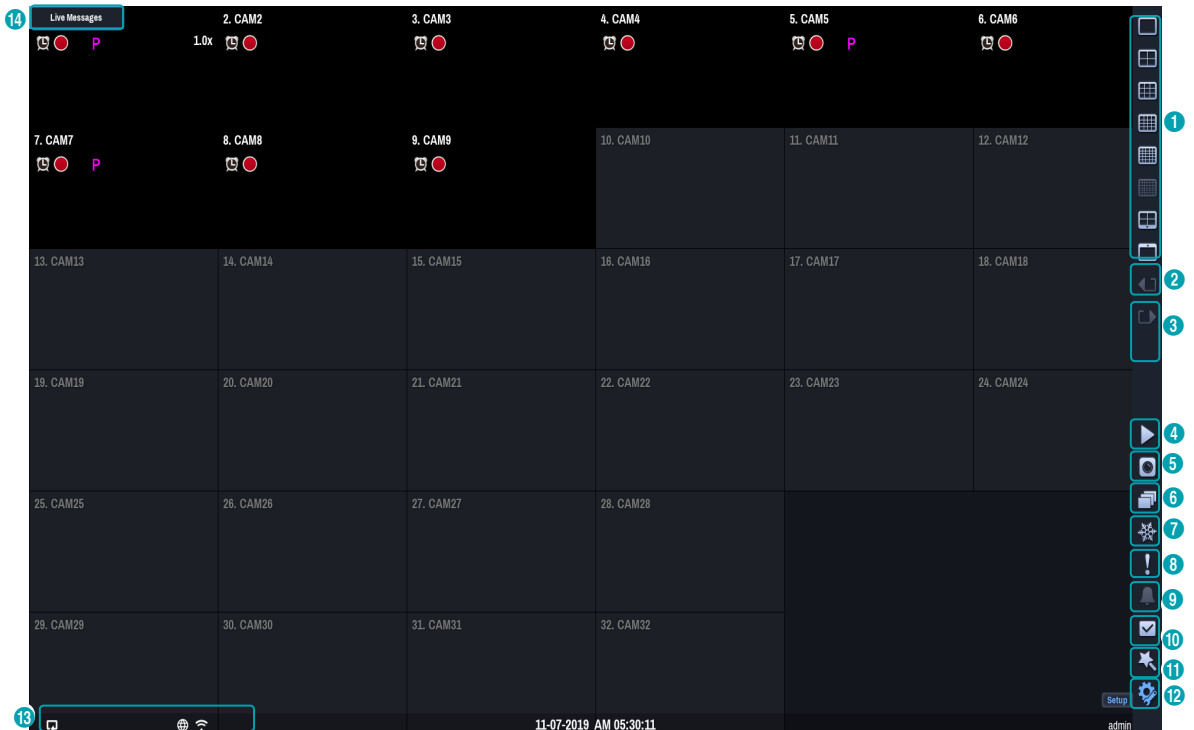 14 Live Messages 2. CAM2 3. CAM3 4. CAM4 5. CAM5 6. CAM6
P 1.0x P
1
7. CAM7 8. CAM8 9. CAM9 10. CAM10 11. CAM11 12. CAM12
P
13. CAM13 14. CAM14 15. CAM15 16. CAM16 17. CAM17 18. CAM18
2
3
19. CAM19 20. CAM20 21. CAM21 22. CAM22 23. CAM23 24. CAM24
4
5
25. CAM25 26. CAM26 27. CAM27 28. CAM28
6
7
8
9
29. CAM29 30. CAM30 31. CAM31 32. CAM32
10
11
Setup 12
13 11-07-2019 AM 05:30:11 admin